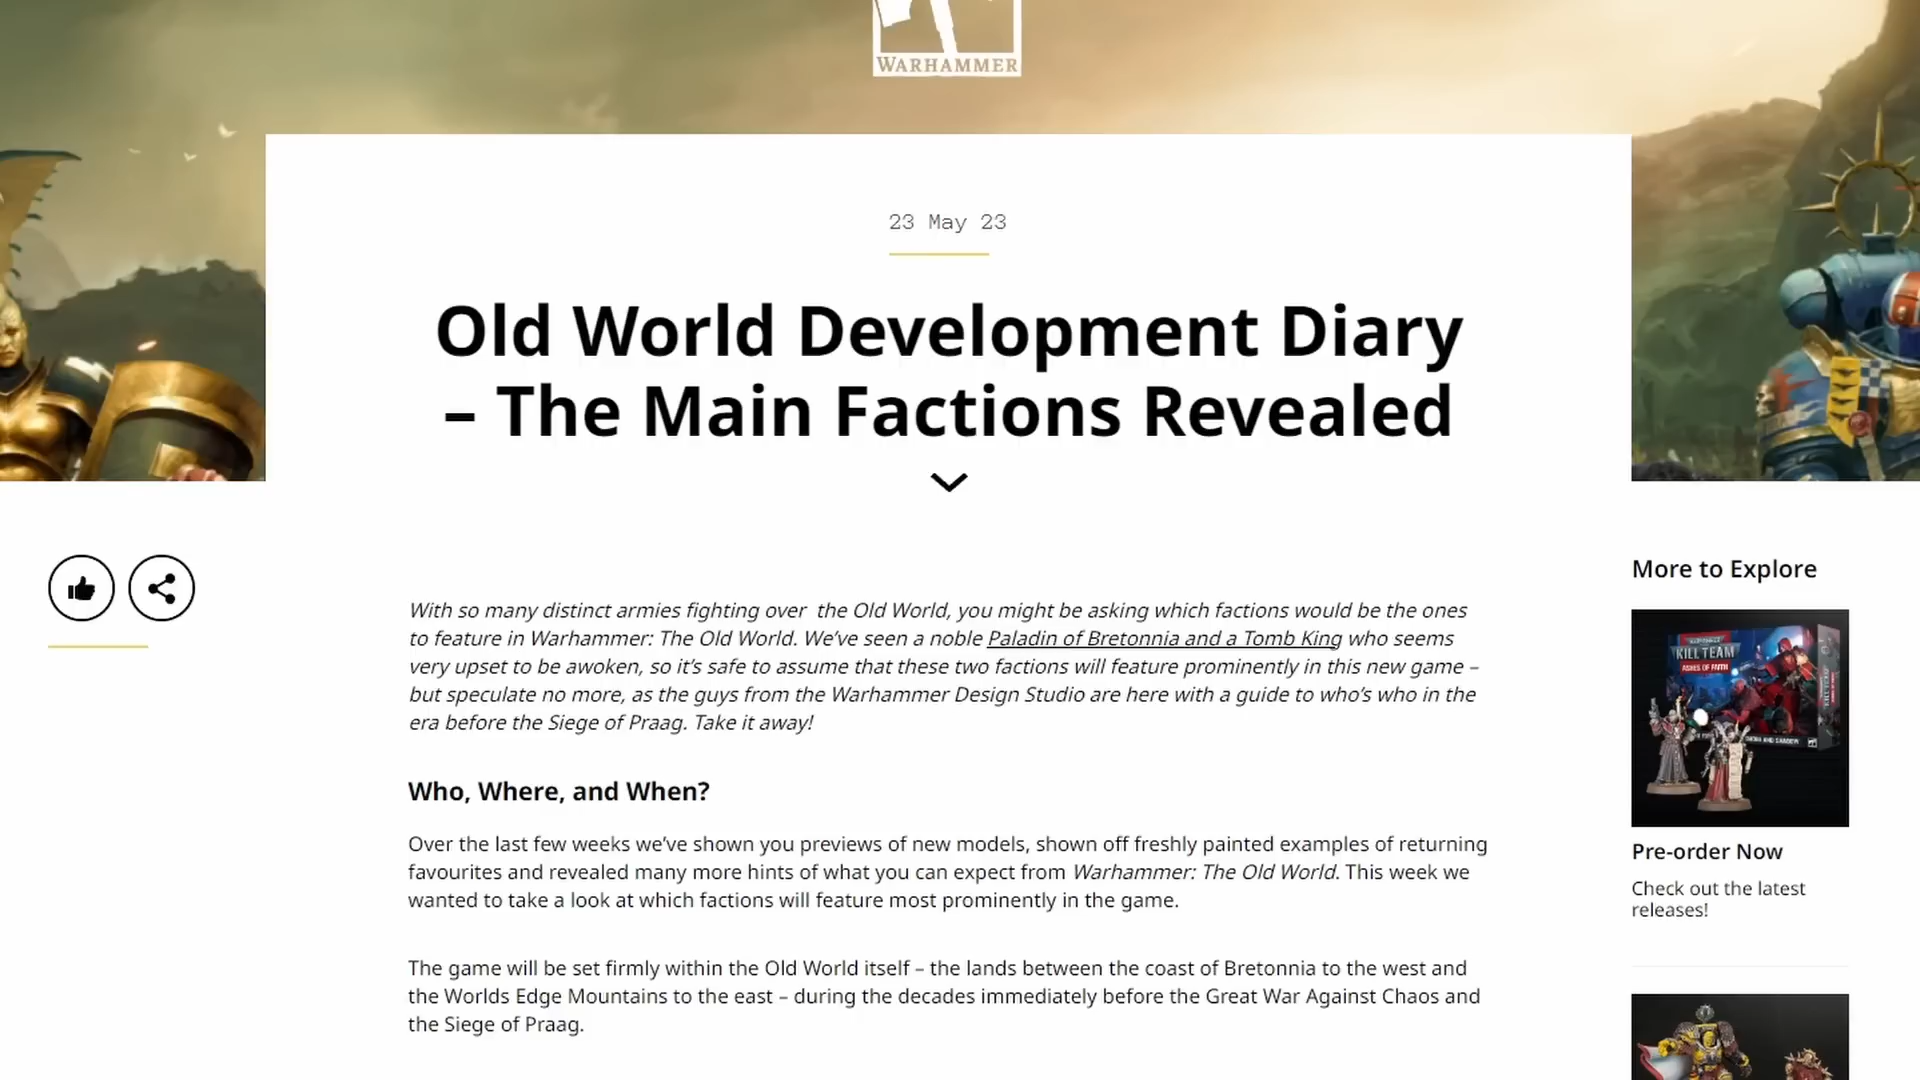 WARHAMMER
23 May 23
Old World Development Diary
– The Main Factions Revealed
With so many distinct armies fighting over  the Old World, you might be asking which factions would be the ones
to feature in Warhammer: The Old World. We’ve seen a noble Paladin of Bretonnia and a Tomb King who seems
very upset to be awoken, so it’s safe to assume that these two factions will feature prominently in this new game –
but speculate no more, as the guys from the Warhammer Design Studio are here with a guide to who’s who in the
era before the Siege of Praag. Take it away!
Who, Where, and When?
Over the last few weeks we’ve shown you previews of new models, shown off freshly painted examples of returning
favourites and revealed many more hints of what you can expect from Warhammer: The Old World. This week we
wanted to take a look at which factions will feature most prominently in the game.
The game will be set firmly within the Old World itself – the lands between the coast of Bretonnia to the west and
the Worlds Edge Mountains to the east – during the decades immediately before the Great War Against Chaos and
the Siege of Praag.
More to Explore
KILL TEAM
ASHES OF FAITH
Pre-order Now
Check out the latest
releases!